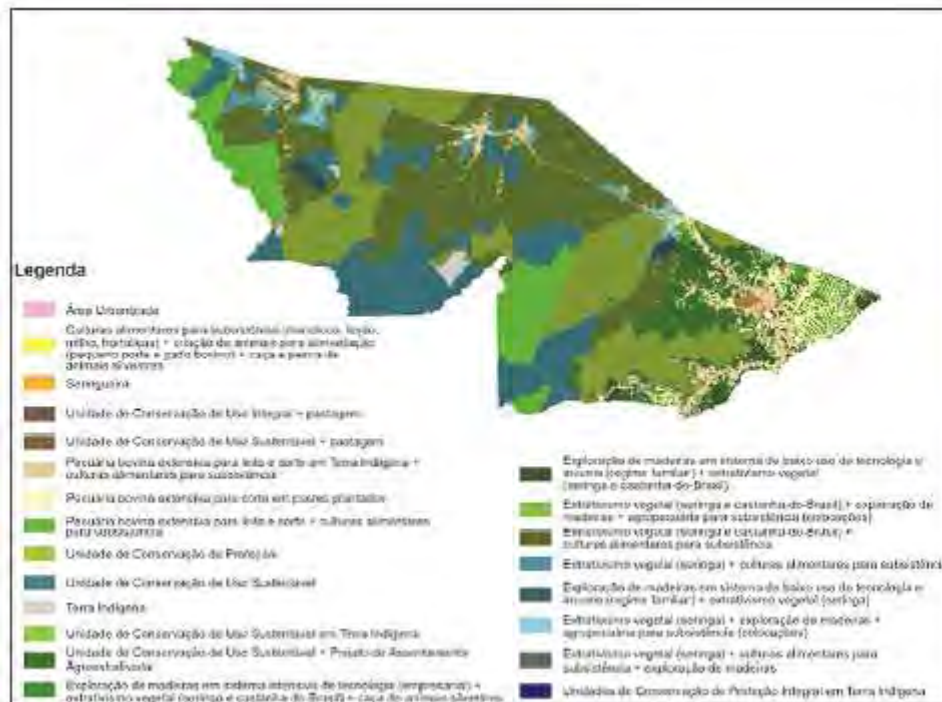 Legenda
Área Urbanizada
Culturas alimentares para subsistência (mandioca, feijão,
milho, hortaliças) + criação de animais para alimentação
(pequeno porte e gado bovino) + caça e pesca de
animais silvestres
Seringueira
Unidade de Conservação de Uso Integral + pastagem
Unidade de Conservação de Uso Sustentável + pastagem
Pecuária bovina extensiva para leite e corte em Terra Indígena +
culturas alimentares para subsistência
Pecuária bovina extensiva para corte em pastos plantados
Pecuária bovina extensiva para leite e corte + culturas alimentares
para subsistência
Unidade de Conservação de Proteção
Unidade de Conservação de Uso Sustentável
Terra Indígena
Unidade de Conservação de Uso Sustentável em Terra Indígena
Unidade de Conservação de Uso Sustentável + Projeto de Assentamento
Agroextrativista
Exploração de madeiras em sistema intensivo de tecnologia (empresarial) +
extrativismo vegetal (seringa e castanha do Brasil) + caça de animais silvestres
Exploração de madeiras em sistema de baixo uso de tecnologia e
insumo (regime familiar) + extrativismo vegetal
(seringa e castanha-do-Brasil)
Extrativismo vegetal (seringa e castanha-do-Brasil) + exploração de
madeiras + agropecuária para subsistência (colocações)
Extrativismo vegetal (seringa e castanha-do-Brasil) +
culturas alimentares para subsistência
Extrativismo vegetal (seringa) + culturas alimentares para subsistência
Exploração de madeiras em sistema de baixo uso de tecnologia e
insumo (regime familiar) + extrativismo vegetal (seringa)
Extrativismo vegetal (seringa) + exploração de madeiras +
agropecuária para subsistência (colocações)
Extrativismo vegetal (seringa) + culturas alimentares para
subsistência + exploração de madeiras
Unidades de Conservação de Proteção Integral em Terra Indígena